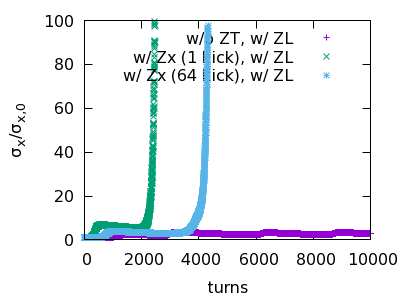 100
w/o ZT, w/ ZL
w/ Zx (1 kick), w/ ZL
80
w/ Zx (64 kick), w/ ZL
60
σx/σx,0
40
20
0
0 2000 4000 6000 8000 10000
turns